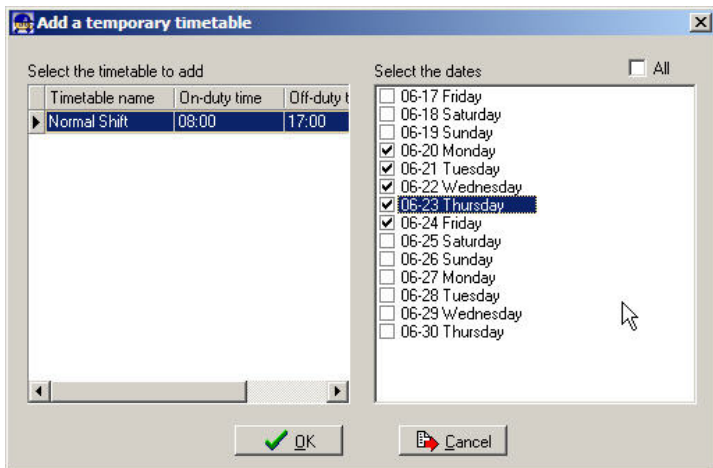 Add a temporary timetable
Select the timetable to add
Timetable name On-duty time Off-duty t
Normal Shift 08:00 17:00
Select the dates All
06-17 Friday
06-18 Saturday
06-19 Sunday
06-20 Monday
06-21 Tuesday
06-22 Wednesday
06-23 Thursday
06-24 Friday
06-25 Saturday
06-26 Sunday
06-27 Monday
06-28 Tuesday
06-29 Wednesday
06-30 Thursday
OK Cancel